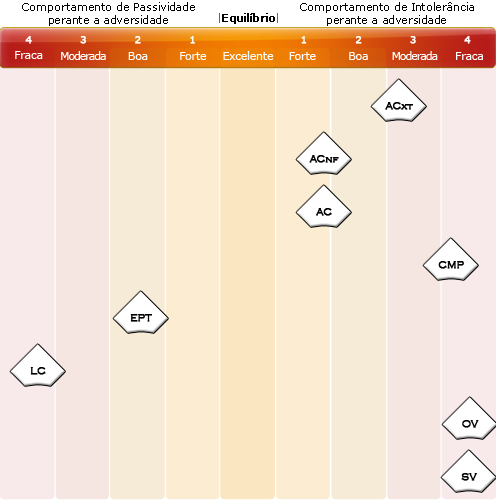 Comportamento de Passividade
perante a adversidade
|Equilíbrio|
Comportamento de Intolerância
perante a adversidade
4 3 2 1 1 2 3 4
Fraca Moderada Boa Forte Excelente Forte Boa Moderada Fraca
ACXT
ACNF
AC
CMP
EPT
LC
OV
SV